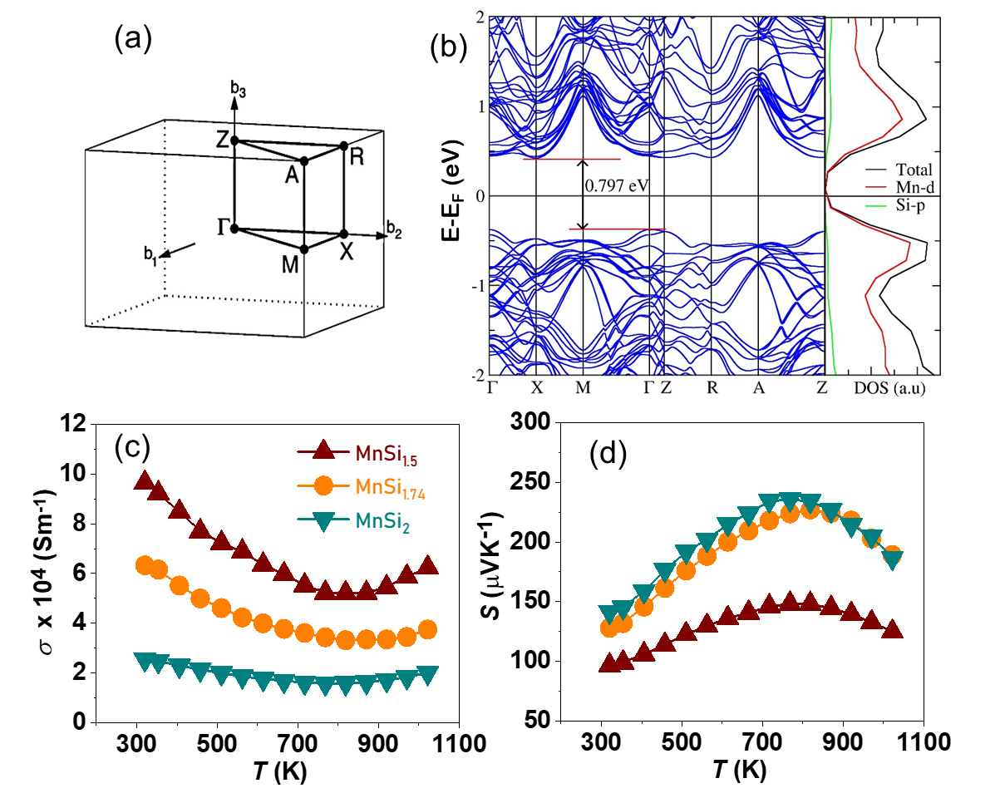 (a)
b3
Z
R
A
Γ
b2
X
M
b1
(b)
E-EF (eV)
2
1
0
-1
-2
0.797 eV
Total
Mn-d
Si-p
Γ X M Γ Z R A Z DOS (a.u)
(c)
σ x 10⁴ (Sm⁻¹)
12
10
8
6
4
2
0
MnSi1.5
MnSi1.74
MnSi2
300 500 700 900 1100
T (K)
(d)
S (μVK⁻¹)
300
250
200
150
100
50
300 500 700 900 1100
T (K)